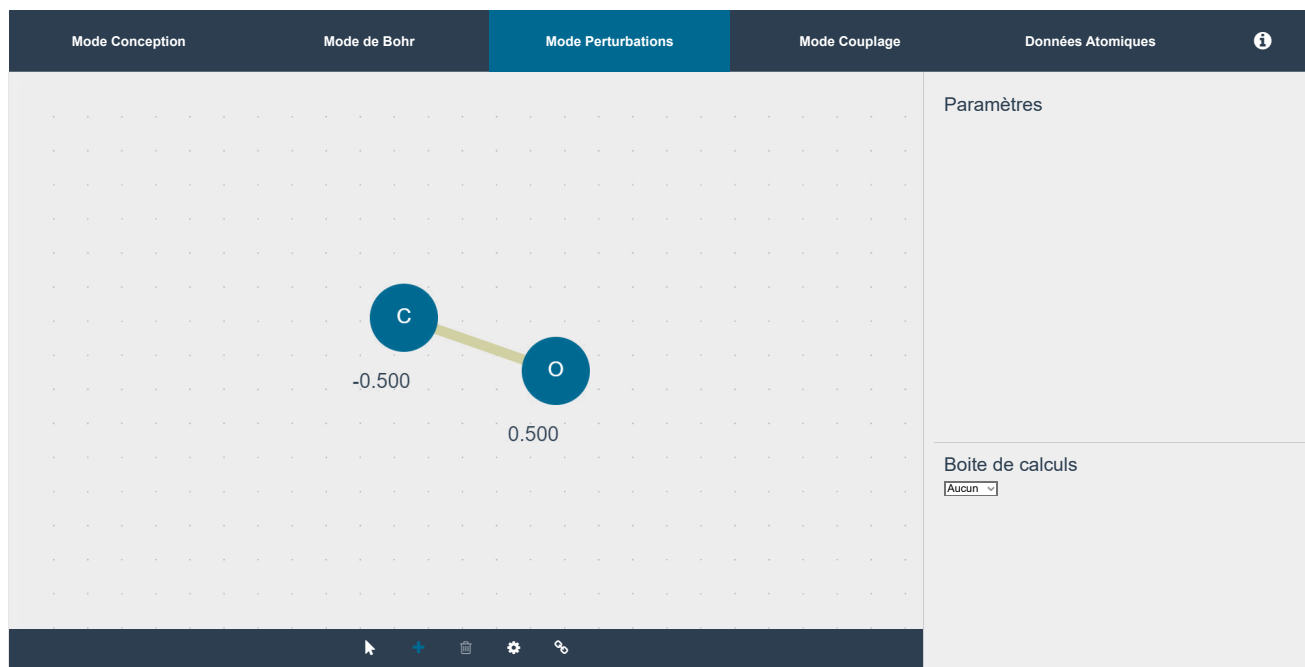 Mode Conception
Mode de Bohr
Mode Perturbations
Mode Couplage
Données Atomiques
Paramètres
C
O
-0.500
0.500
Boite de calculs
Aucun